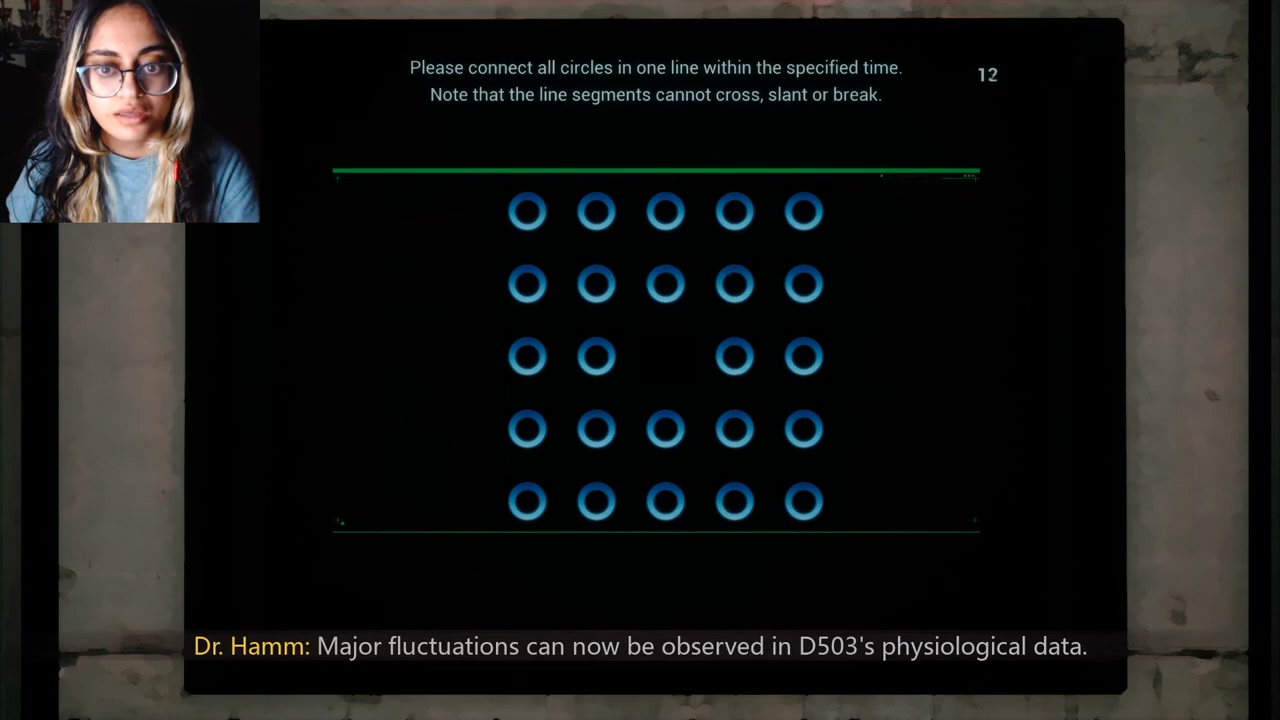 Please connect all circles in one line within the specified time.
12
Note that the line segments cannot cross, slant or break.
Dr. Hamm: Major fluctuations can now be observed in D503's physiological data.